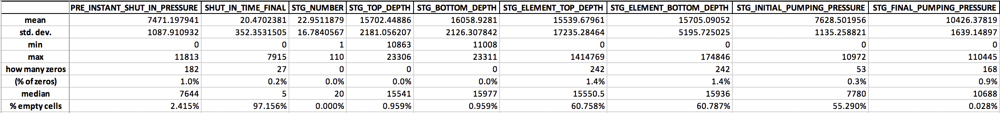 PRE_INSTANT_SHUT_IN_PRESSURE SHUT_IN_TIME_FINAL STG_NUMBER STG_TOP_DEPTH STG_BOTTOM_DEPTH STG_ELEMENT_TOP_DEPTH STG_ELEMENT_BOTTOM_DEPTH STG_INITIAL_PUMPING_PRESSURE STG_FINAL_PUMPING_PRESSURE
mean 7471.197941 20.4702381 22.9511879 15702.44886 16058.9281 15539.67961 15705.09052 7628.501956 10426.37819
std. dev. 1087.910932 352.3531505 16.7840567 2181.056207 2126.307842 17235.28464 5195.725025 1135.258821 1639.14897
min 0 0 1 10863 11008 0 0 0 0
max 11813 7915 110 23306 23311 1414769 174846 10972 110445
how many zeros 182 27 0 0 0 242 242 53 168
(% of zeros) 1.0% 0.2% 0.0% 0.0% 0.0% 1.4% 1.4% 0.3% 0.9%
median 7644 5 20 15541 15977 15550.5 15936 7780 10688
% empty cells 2.415% 97.156% 0.000% 0.959% 0.959% 60.758% 60.787% 55.290% 0.028%